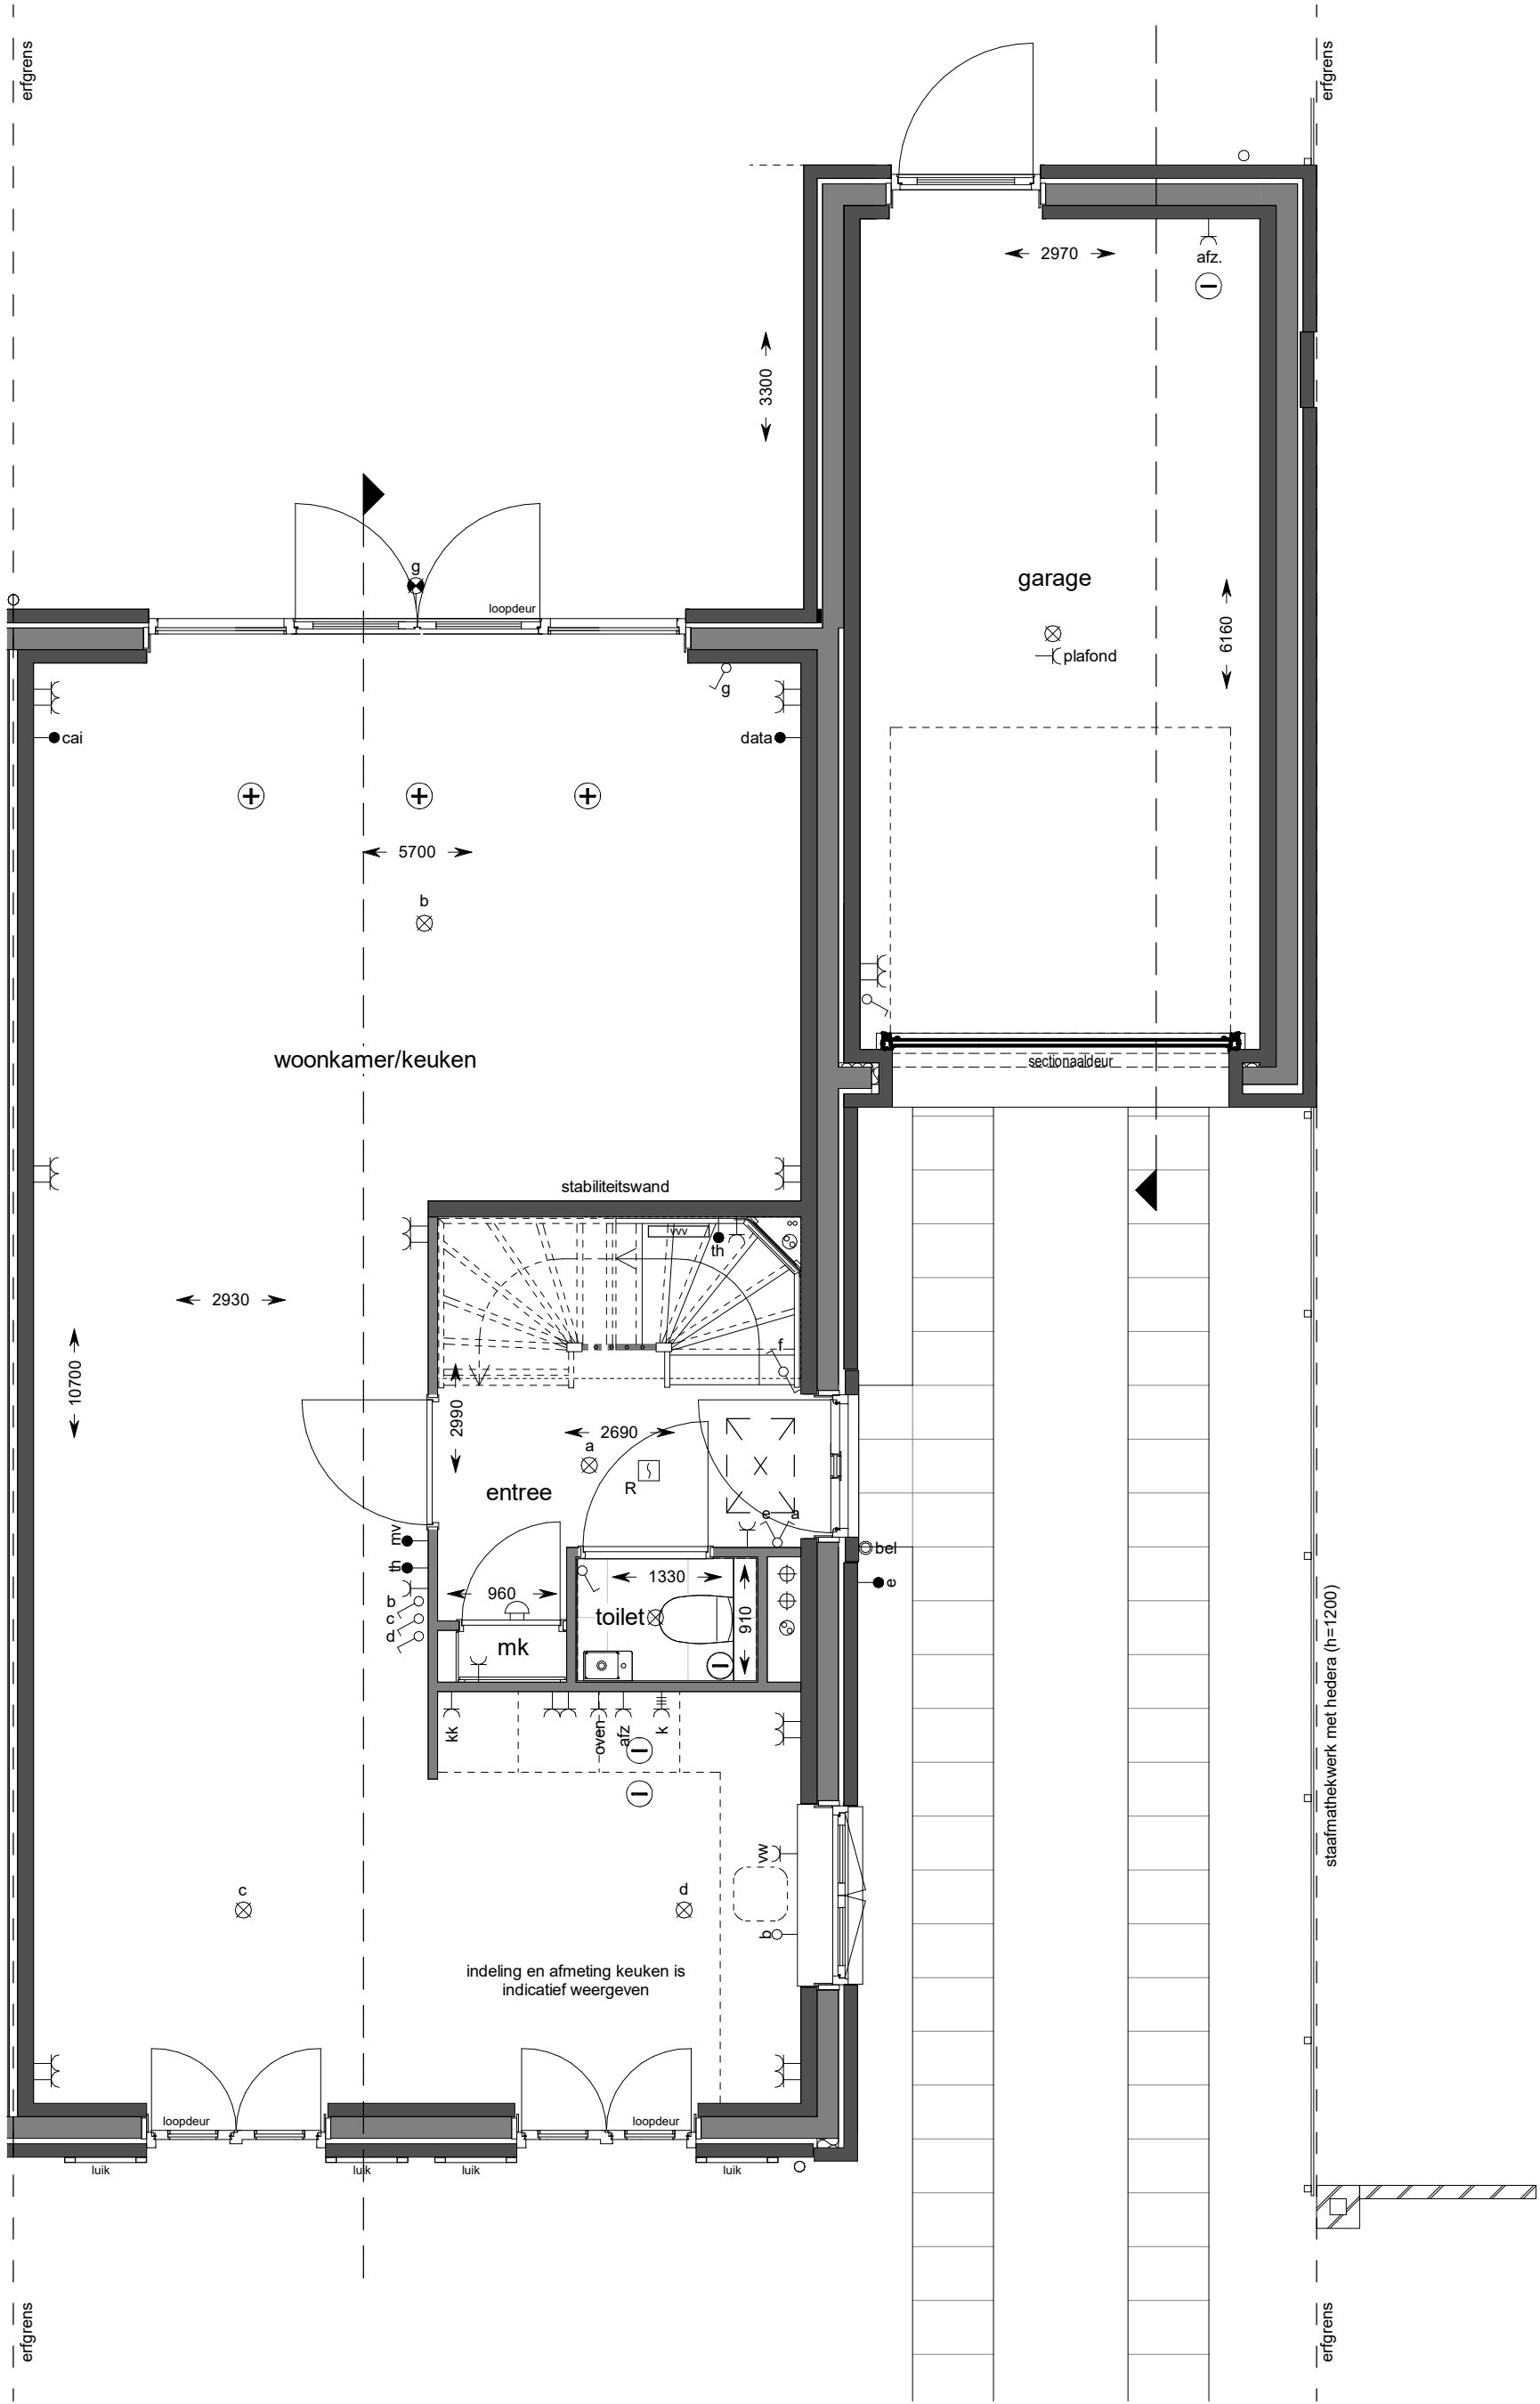 erfgrens
erfgrens
2970
afz.
3300
garage
g
loopdeur
6160
plafond
g
cai
data
5700
b
woonkamer/keuken
sectionaaldeur
stabiliteitswand
vvv
th
2930
f
10700
2990
2690
a
R
entree
e a
mv
bel
th
e
960
1330
b
toilet
910
c
d
mk
kk
oven
afz
k
staafmathekwerk met hedera (h=1200)
vw
c
d
b
indeling en afmeting keuken is
indicatief weergeven
loopdeur
loopdeur
luik
luik
luik
luik
erfgrens
erfgrens